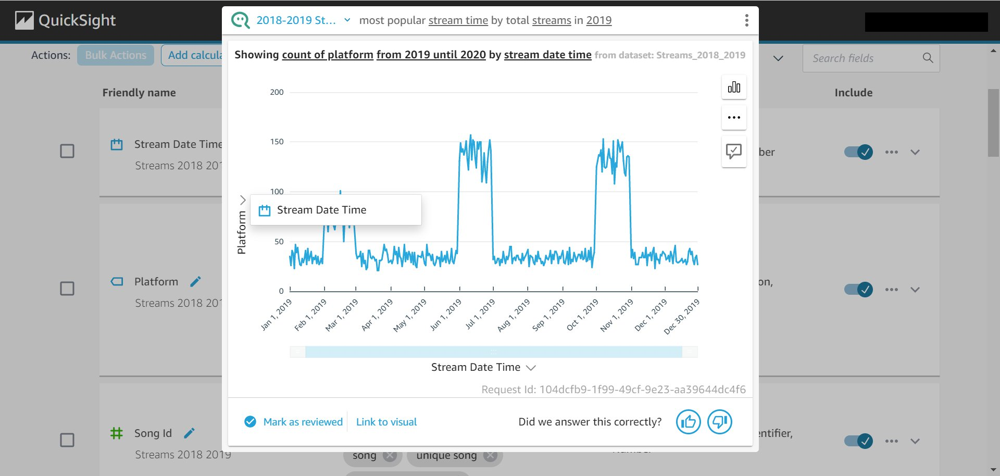 QuickSight
2018-2019 St... most popular stream time by total streams in 2019
Actions: Bulk Actions Add calcula
Showing count of platform from 2019 until 2020 by stream date time from dataset: Streams_2018_2019
Search fields
Friendly name
Include
200
150
100
50
0
Platform
Stream Date Time
Jan 1, 2019
Feb 1, 2019
Mar 1, 2019
Apr 1, 2019
May 1, 2019
Jun 1, 2019
Jul 1, 2019
Aug 1, 2019
Sep 1, 2019
Oct 1, 2019
Nov 1, 2019
Dec 1, 2019
Dec 30, 2019
Stream Date Time
Request Id: 104dcfb9-1f99-49cf-9e23-aa39644dc4f6
Mark as reviewed
Link to visual
Did we answer this correctly?
Stream Date Time
Streams 2018 201
ber
Platform
Streams 2018 201
on,
Song Id
Streams 2018 2019
entifier,
song
unique song